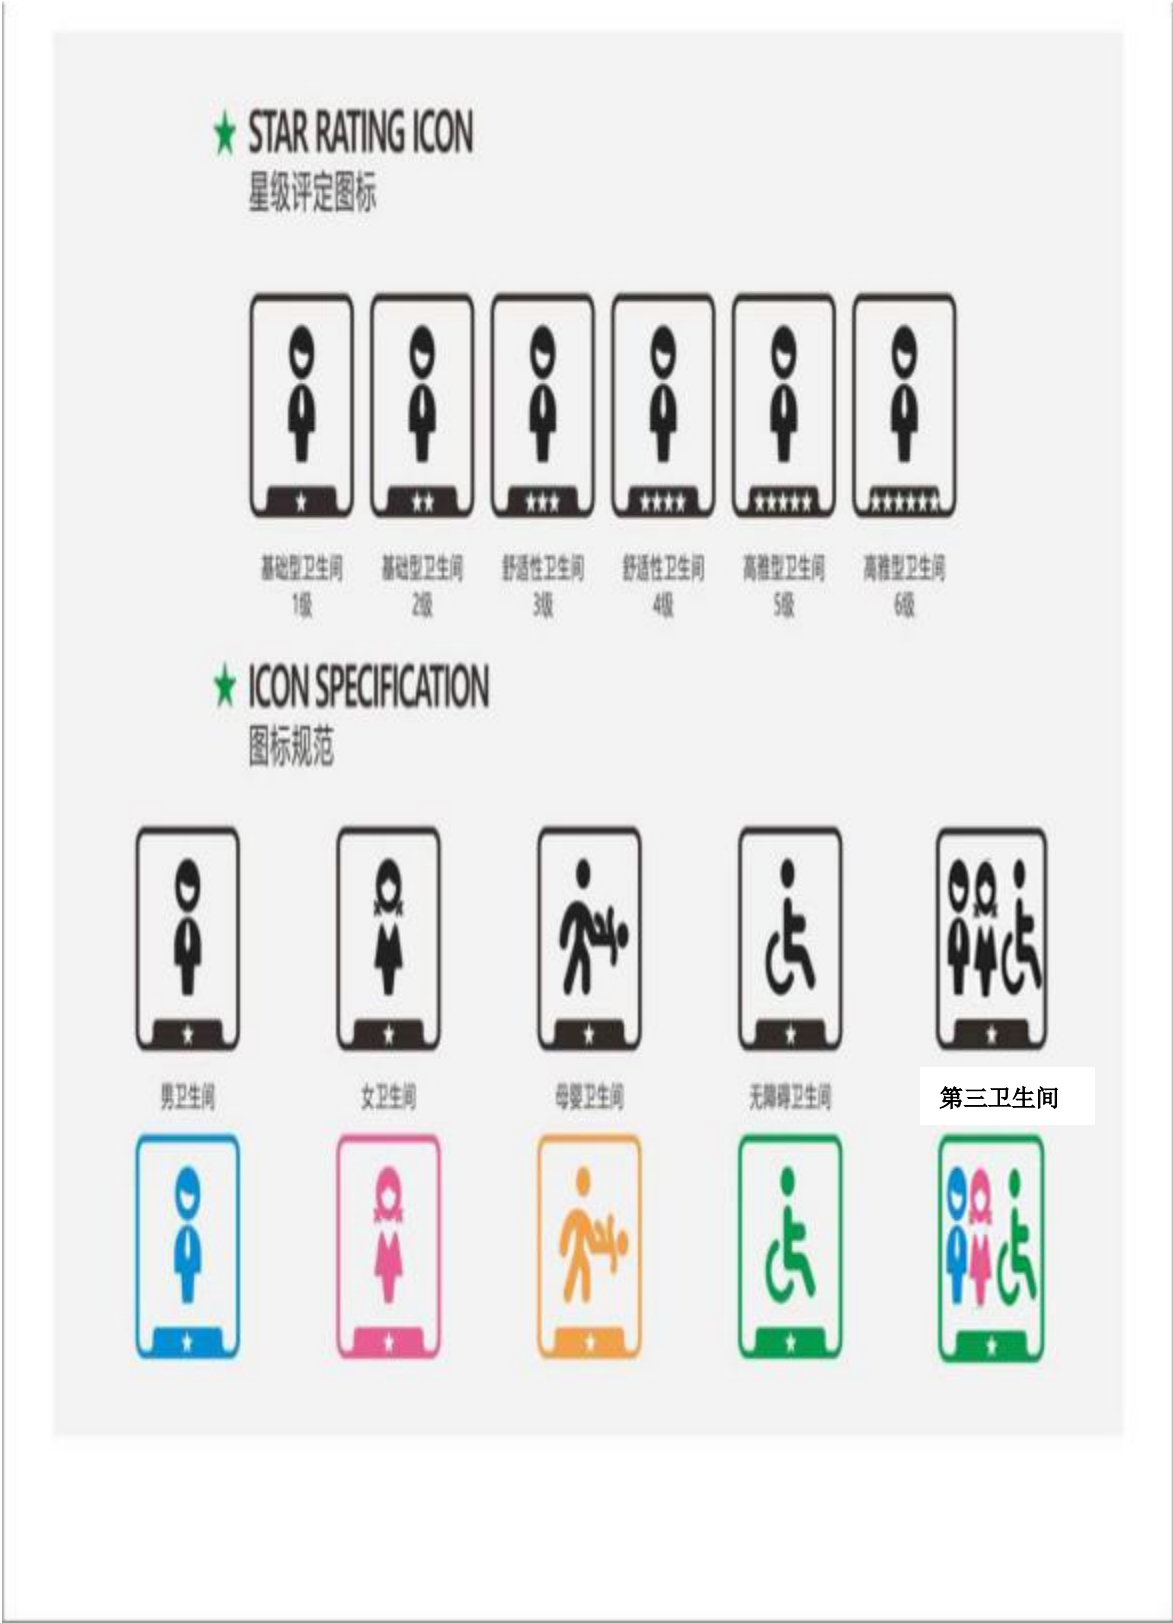 STAR RATING ICON
星级评定图标
基础型卫生间 基础型卫生间 舒适性卫生间 舒适性卫生间 高雅型卫生间 高雅型卫生间
1级 2级 3级 4级 5级 6级
ICON SPECIFICATION
图标规范
男卫生间 女卫生间 母婴卫生间 无障碍卫生间 第三卫生间